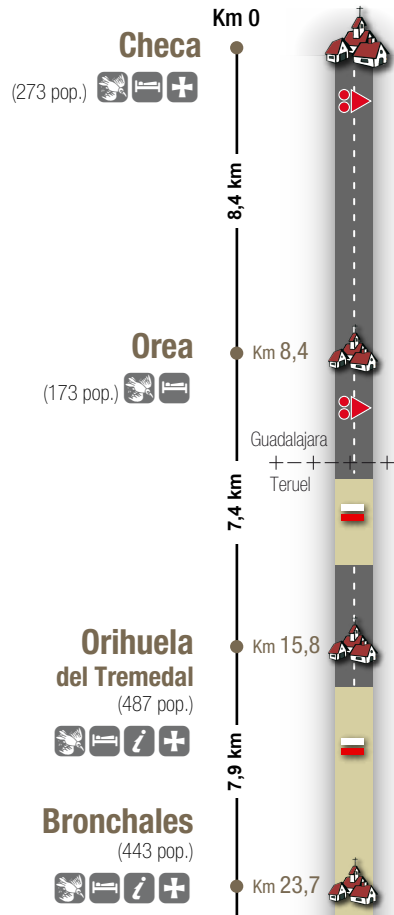 Km 0
Checa
(273 pop.)
8,4 km
Orea
Km 8,4
(173 pop.)
Guadalajara
Teruel
7,4 km
Orihuela
del Tremedal
Km 15,8
(487 pop.)
i
7,9 km
Bronchales
(443 pop.)
i
Km 23,7